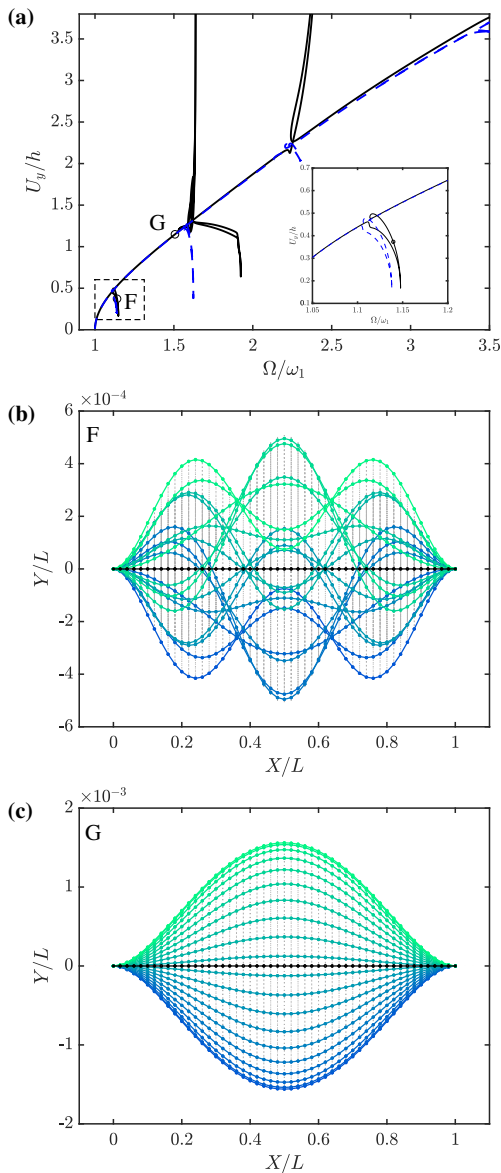 (a)
U_y/h
3.5
3
2.5
2
1.5
1
0.5
0
G
F
0.7
0.6
0.5
0.4
0.3
0.2
0.1
U_y/h
1.05 1.1 1.15 1.2
Ω/ω₁
1 1.5 2 2.5 3 3.5
Ω/ω₁
(b)
×10⁻⁴
F
6
4
2
0
-2
-4
-6
Y/L
0 0.2 0.4 0.6 0.8 1
X/L
(c)
×10⁻³
G
2
1
0
-1
-2
Y/L
0 0.2 0.4 0.6 0.8 1
X/L